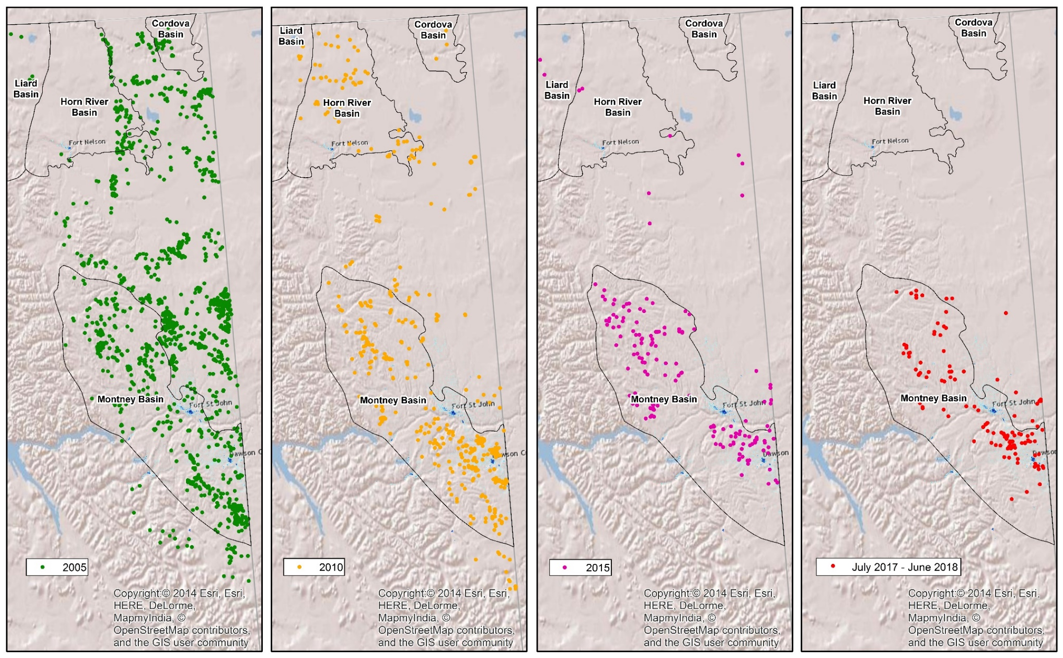 Cordova
Basin
Liard
Basin
Horn River
Basin
Fort Nelson
Montney Basin
Fort St John
wson C
2005
Copyright:© 2014 Esri, Esri,
HERE, DeLorme,
MapmyIndia, ©
OpenStreetMap contributors,
and the GIS user community
Liard
Basin
Cordova
Basin
Horn River
Basin
Fort Nelson
Montney Basin
Fort St John
2010
Copyright:© 2014 Esri, Esri,
HERE, DeLorme,
MapmyIndia, ©
OpenStreetMap contributors,
and the GIS user community
Cordova
Basin
Liard
Basin
Horn River
Basin
Fort Nelson
Montney Basin
Fort St John
2015
Copyright:© 2014 Esri, Esri,
HERE, DeLorme,
MapmyIndia, ©
OpenStreetMap contributors,
and the GIS user community
Cordova
Basin
Liard
Basin
Horn River
Basin
Fort Nelson
Montney Basin
Fort St John
July 2017 - June 2018
Copyright:© 2014 Esri, Esri,
HERE, DeLorme,
MapmyIndia, ©
OpenStreetMap contributors,
and the GIS user community